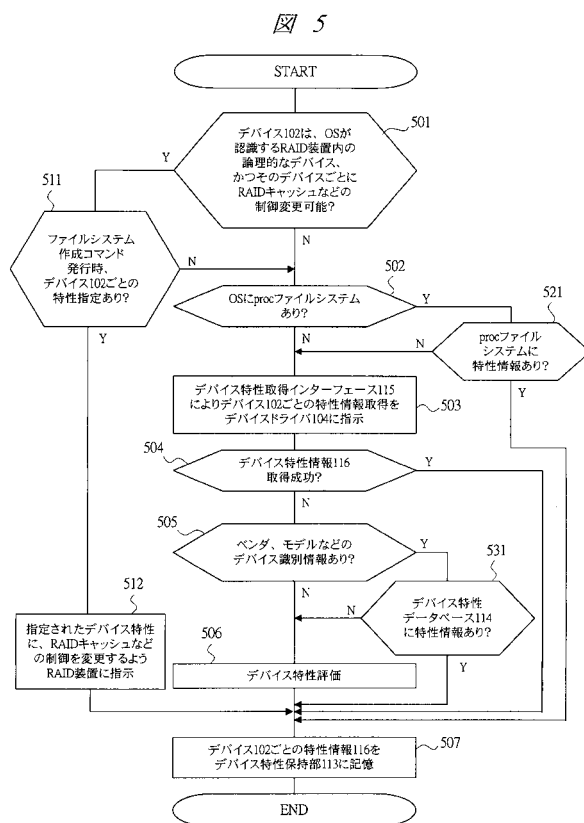 図 5
START
501
デバイス102は、OSが
認識するRAID装置内の
論理的なデバイス、
かつそのデバイスごとに
RAIDキャッシュなどの
制御変更可能?
Y
N
511
ファイルシステム
作成コマンド
発行時、
デバイス102ごとの
特性指定あり?
N
Y
502
OSにprocファイルシステム
あり?
Y
N
521
procファイル
システムに
特性情報あり?
N
Y
デバイス特性取得インターフェース115
によりデバイス102ごとの特性情報取得を
デバイスドライバ104に指示
503
504
デバイス特性情報116
取得成功?
Y
N
505
ベンダ、モデルなどの
デバイス識別情報あり?
Y
N
531
デバイス特性
データベース114
に特性情報あり?
N
Y
512
指定されたデバイス特性
に、RAIDキャッシュなど
の制御を変更するよう
RAID装置に指示
506
デバイス特性評価
デバイス102ごとの特性情報116を
デバイス特性保持部113に記憶
507
END